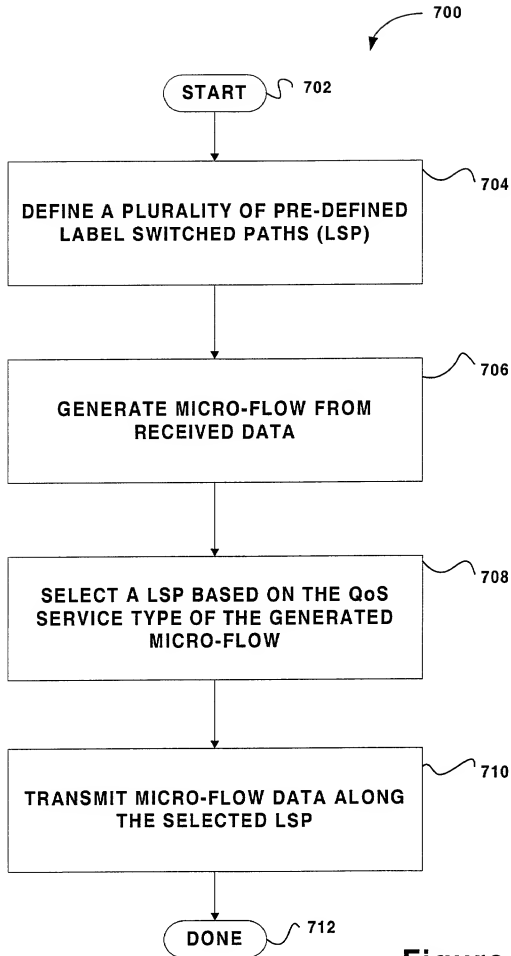 700
START
702
704
DEFINE A PLURALITY OF PRE-DEFINED
LABEL SWITCHED PATHS (LSP)
706
GENERATE MICRO-FLOW FROM
RECEIVED DATA
708
SELECT A LSP BASED ON THE QoS
SERVICE TYPE OF THE GENERATED
MICRO-FLOW
710
TRANSMIT MICRO-FLOW DATA ALONG
THE SELECTED LSP
712
DONE
Figure